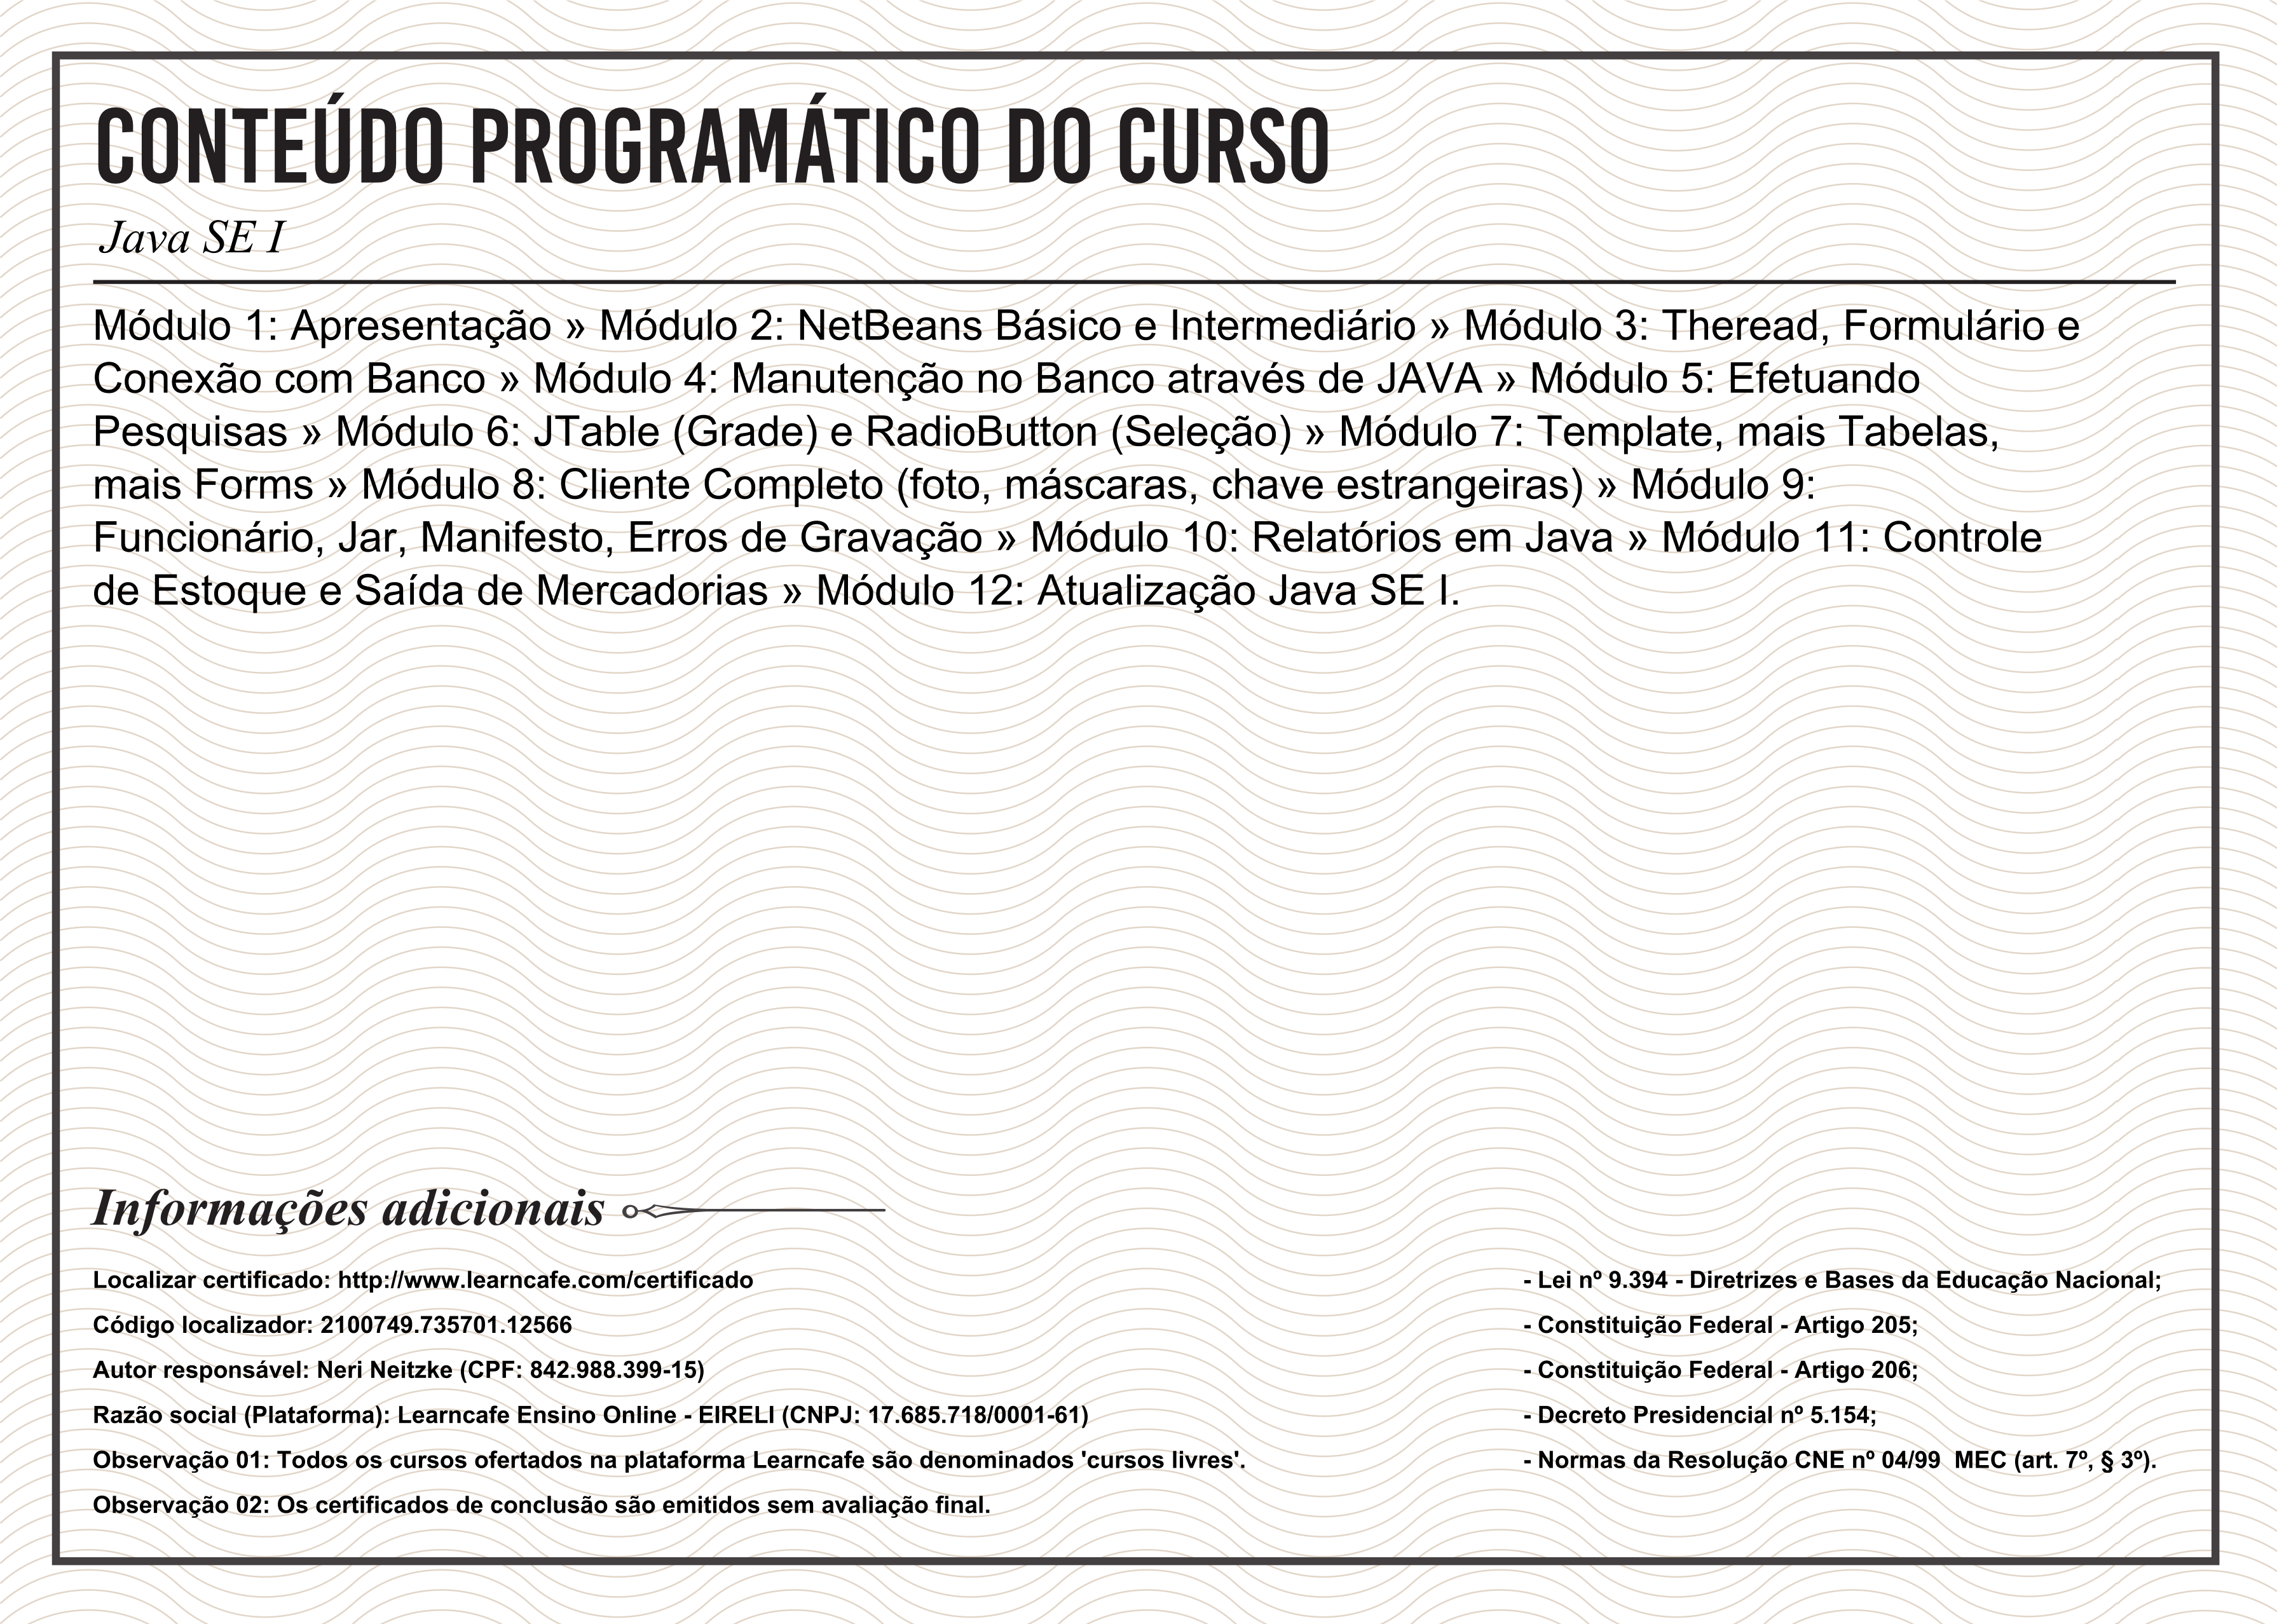 CONTEÚDO PROGRAMÁTICO DO CURSO
Java SE I
Módulo 1: Apresentação » Módulo 2: NetBeans Básico e Intermediário » Módulo 3: Theread, Formulário e
Conexão com Banco » Módulo 4: Manutenção no Banco através de JAVA » Módulo 5: Efetuando
Pesquisas » Módulo 6: JTable (Grade) e RadioButton (Seleção) » Módulo 7: Template, mais Tabelas,
mais Forms » Módulo 8: Cliente Completo (foto, máscaras, chave estrangeiras) » Módulo 9:
Funcionário, Jar, Manifesto, Erros de Gravação » Módulo 10: Relatórios em Java » Módulo 11: Controle
de Estoque e Saída de Mercadorias » Módulo 12: Atualização Java SE I.
Informações adicionais
Localizar certificado: http://www.learncafe.com/certificado
Código localizador: 2100749.735701.12566
Autor responsável: Neri Neitzke (CPF: 842.988.399-15)
Razão social (Plataforma): Learncafe Ensino Online - EIRELI (CNPJ: 17.685.718/0001-61)
Observação 01: Todos os cursos ofertados na plataforma Learncafe são denominados 'cursos livres'.
Observação 02: Os certificados de conclusão são emitidos sem avaliação final.
- Lei nº 9.394 - Diretrizes e Bases da Educação Nacional;
- Constituição Federal - Artigo 205;
- Constituição Federal - Artigo 206;
- Decreto Presidencial nº 5.154;
- Normas da Resolução CNE nº 04/99  MEC (art. 7º, § 3º).